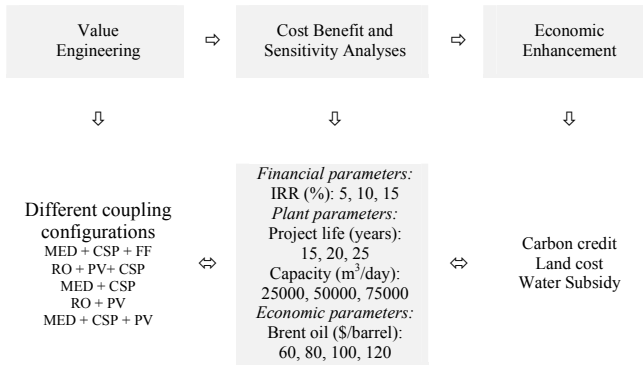 Value
Engineering
⇨
Cost Benefit and
Sensitivity Analyses
⇨
Economic
Enhancement
⇩
⇩
⇩
Different coupling
configurations
MED + CSP + FF
RO + PV+ CSP
MED + CSP
RO + PV
MED + CSP + PV
⇔
Financial parameters:
IRR (%): 5, 10, 15
Plant parameters:
Project life (years):
15, 20, 25
Capacity (m³/day):
25000, 50000, 75000
Economic parameters:
Brent oil ($/barrel):
60, 80, 100, 120
⇔
Carbon credit
Land cost
Water Subsidy